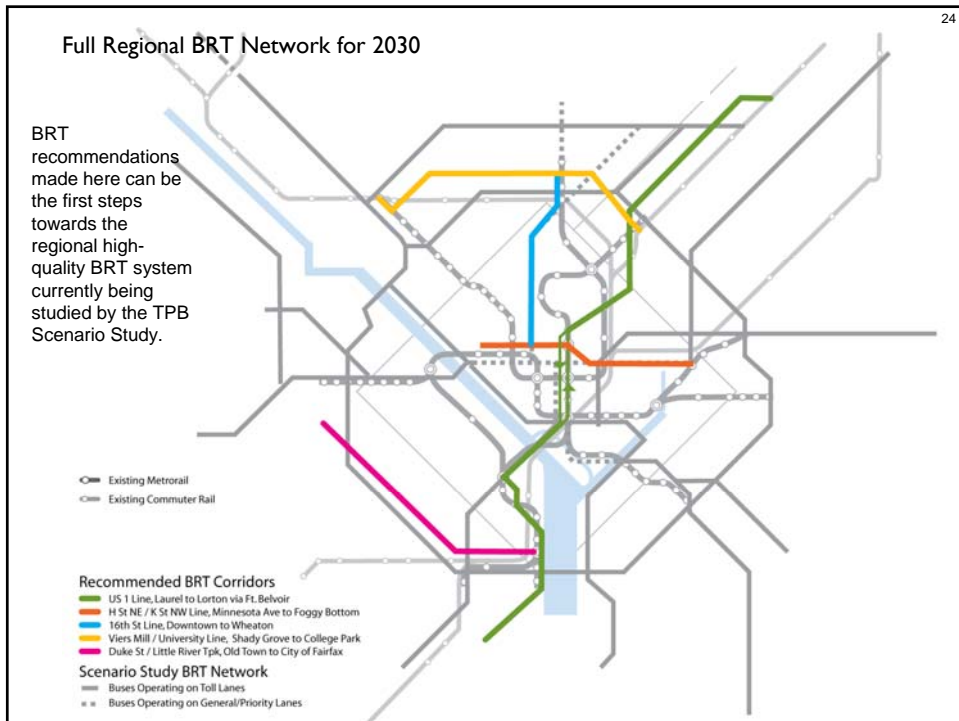 24
Full Regional BRT Network for 2030
BRT
recommendations
made here can be
the first steps
towards the
regional high-
quality BRT system
currently being
studied by the TPB
Scenario Study.
Existing Metrorail
Existing Commuter Rail
Recommended BRT Corridors
US 1 Line, Laurel to Lorton via Ft. Belvoir
H St NE / K St NW Line, Minnesota Ave to Foggy Bottom
16th St Line, Downtown to Wheaton
Viers Mill / University Line, Shady Grove to College Park
Duke St / Little River Tpk, Old Town to City of Fairfax
Scenario Study BRT Network
Buses Operating on Toll Lanes
Buses Operating on General/Priority Lanes